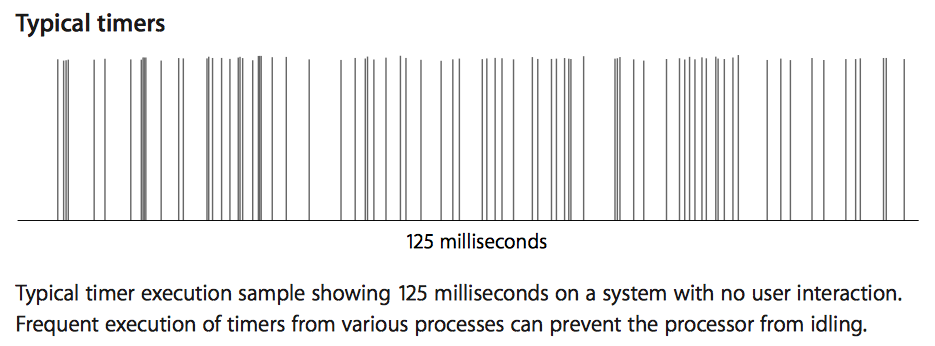 Typical timers
125 milliseconds
Typical timer execution sample showing 125 milliseconds on a system with no user interaction.
Frequent execution of timers from various processes can prevent the processor from idling.